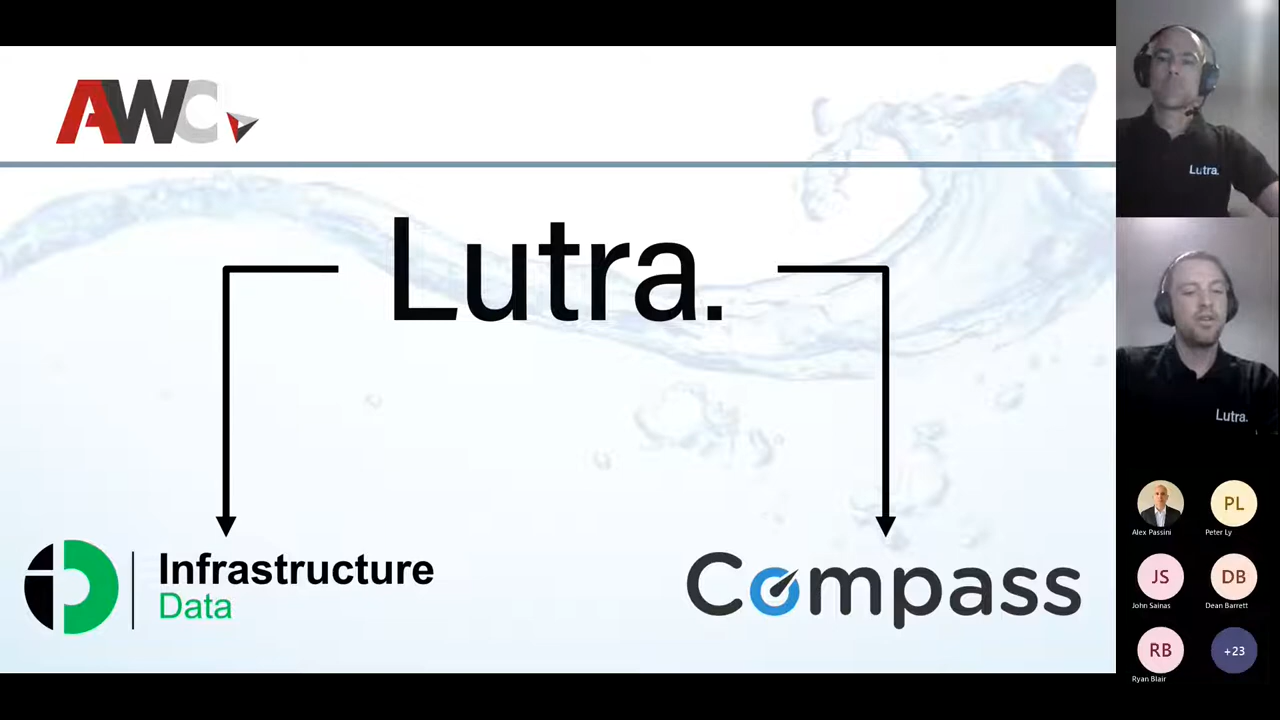 AWC
Lutra.
Infrastructure
Data
Compass
Lutra.
Lutra.
Alex Passini
PL
Peter Ly
JS
John Sainas
DB
Dean Barrett
RB
Ryan Blair
+23